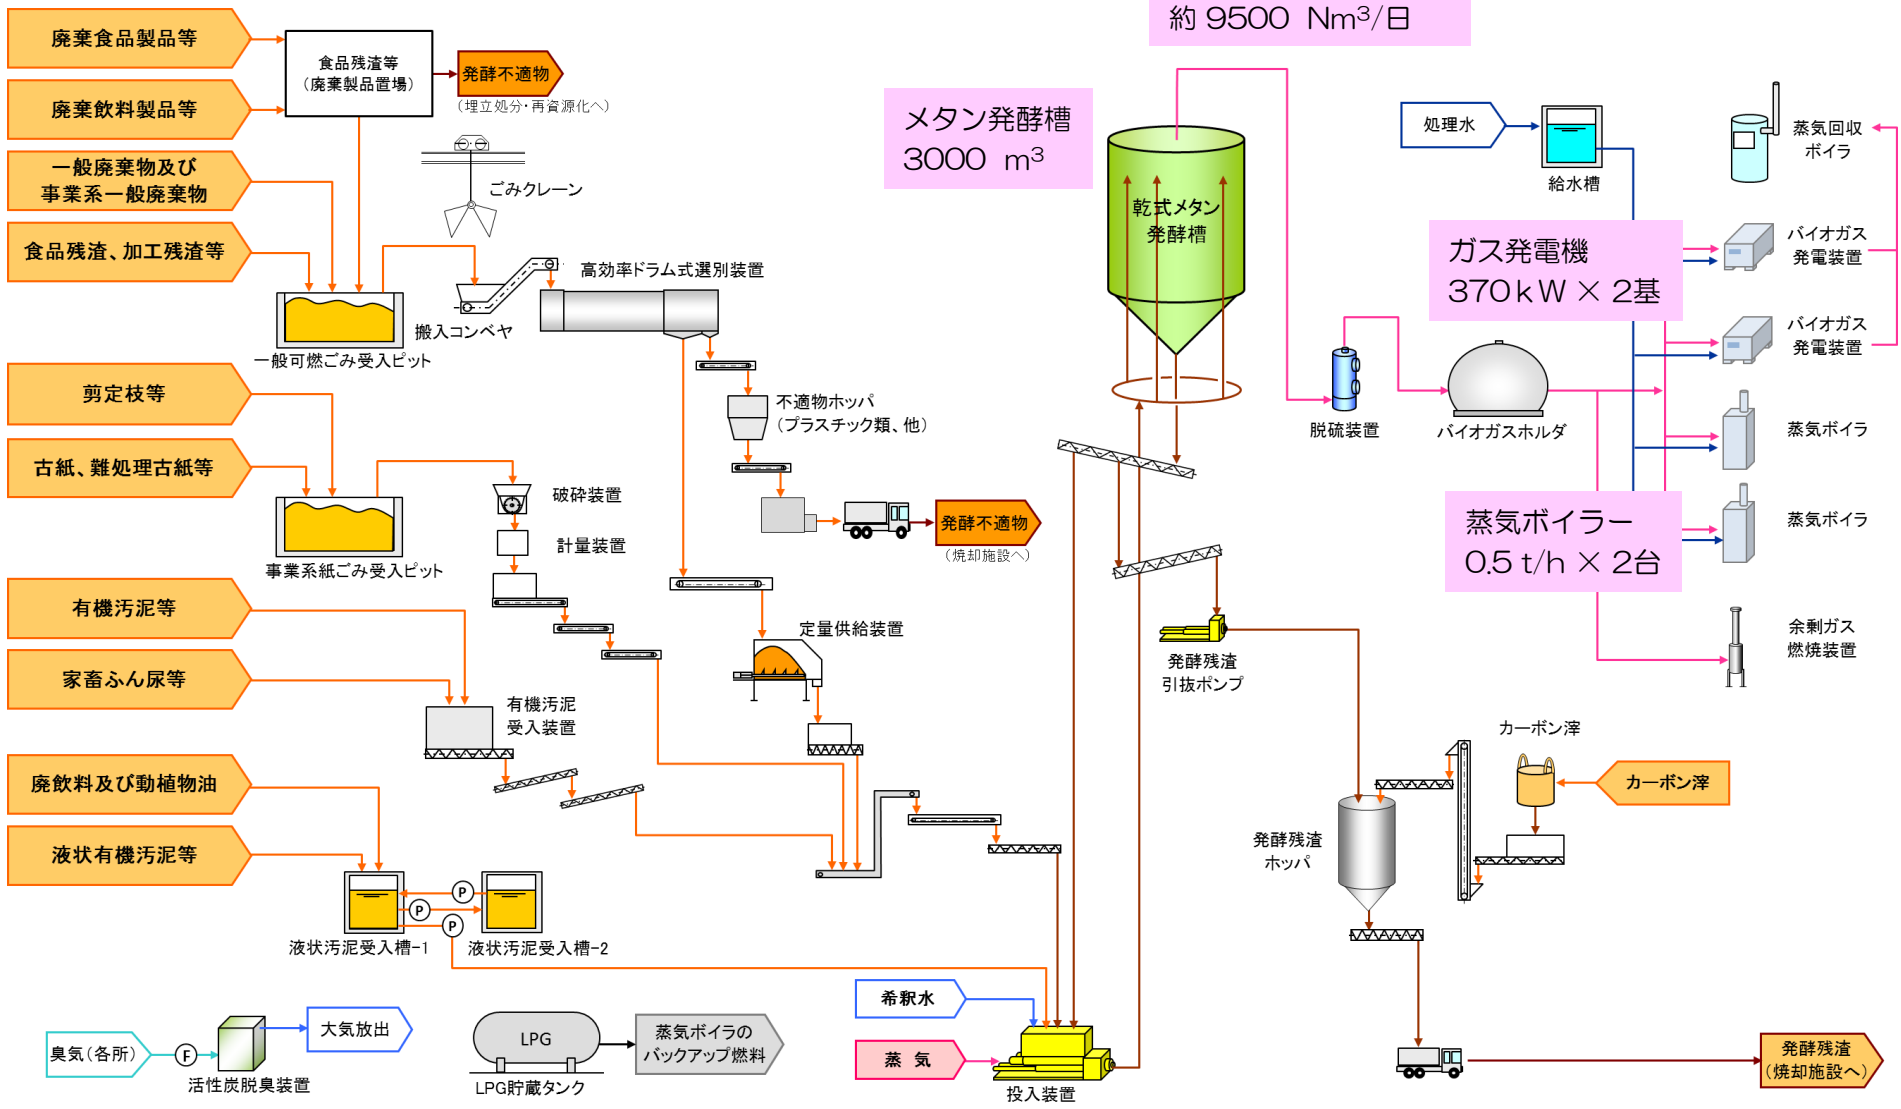 約 9500 Nm³/日
廃棄食品製品等
食品残渣等
（廃棄製品置場）
発酵不適物
（埋立処分・再資源化へ）
廃棄飲料製品等
一般廃棄物及び
事業系一般廃棄物
ごみクレーン
食品残渣、加工残渣等
搬入コンベヤ
高効率ドラム式選別装置
一般可燃ごみ受入ピット
メタン発酵槽
3000 m³
乾式メタン
発酵槽
処理水
給水槽
蒸気回収
ボイラ
ガス発電機
370kW × 2基
バイオガス
発電装置
バイオガス
発電装置
脱硫装置
バイオガスホルダ
蒸気ボイラ
蒸気ボイラー
0.5 t/h × 2台
蒸気ボイラ
余剰ガス
燃焼装置
剪定枝等
不適物ホッパ
（プラスチック類、他）
古紙、難処理古紙等
破砕装置
計量装置
発酵不適物
（焼却施設へ）
事業系紙ごみ受入ピット
有機汚泥等
定量供給装置
家畜ふん尿等
有機汚泥
受入装置
発酵残渣
引抜ポンプ
カーボン滓
カーボン滓
廃飲料及び動植物油
発酵残渣
ホッパ
液状有機汚泥等
P
P
P
液状汚泥受入槽-1
液状汚泥受入槽-2
希釈水
蒸 気
投入装置
臭気（各所）
F
大気放出
活性炭脱臭装置
LPG
LPG貯蔵タンク
蒸気ボイラの
バックアップ燃料
発酵残渣
（焼却施設へ）